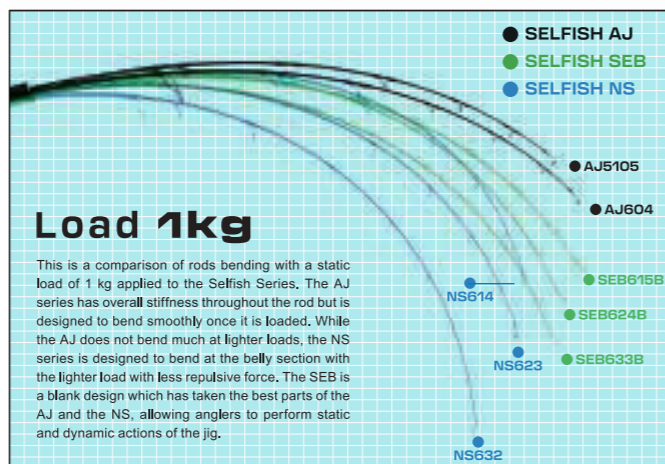 SELFISH AJ
SELFISH SEB
SELFISH NS
AJ5105
AJ604
Load 1kg
This is a comparison of rods bending with a static
load of 1 kg applied to the Selfish Series. The AJ
series has overall stiffness throughout the rod but is
designed to bend smoothly once it is loaded. While
the AJ does not bend much at lighter loads, the NS
series is designed to bend at the belly section with
the lighter load with less repulsive force. The SEB is
a blank design which has taken the best parts of the
AJ and the NS, allowing anglers to perform static
and dynamic actions of the jig.
SEB615B
NS614
SEB624B
NS623
SEB633B
NS632